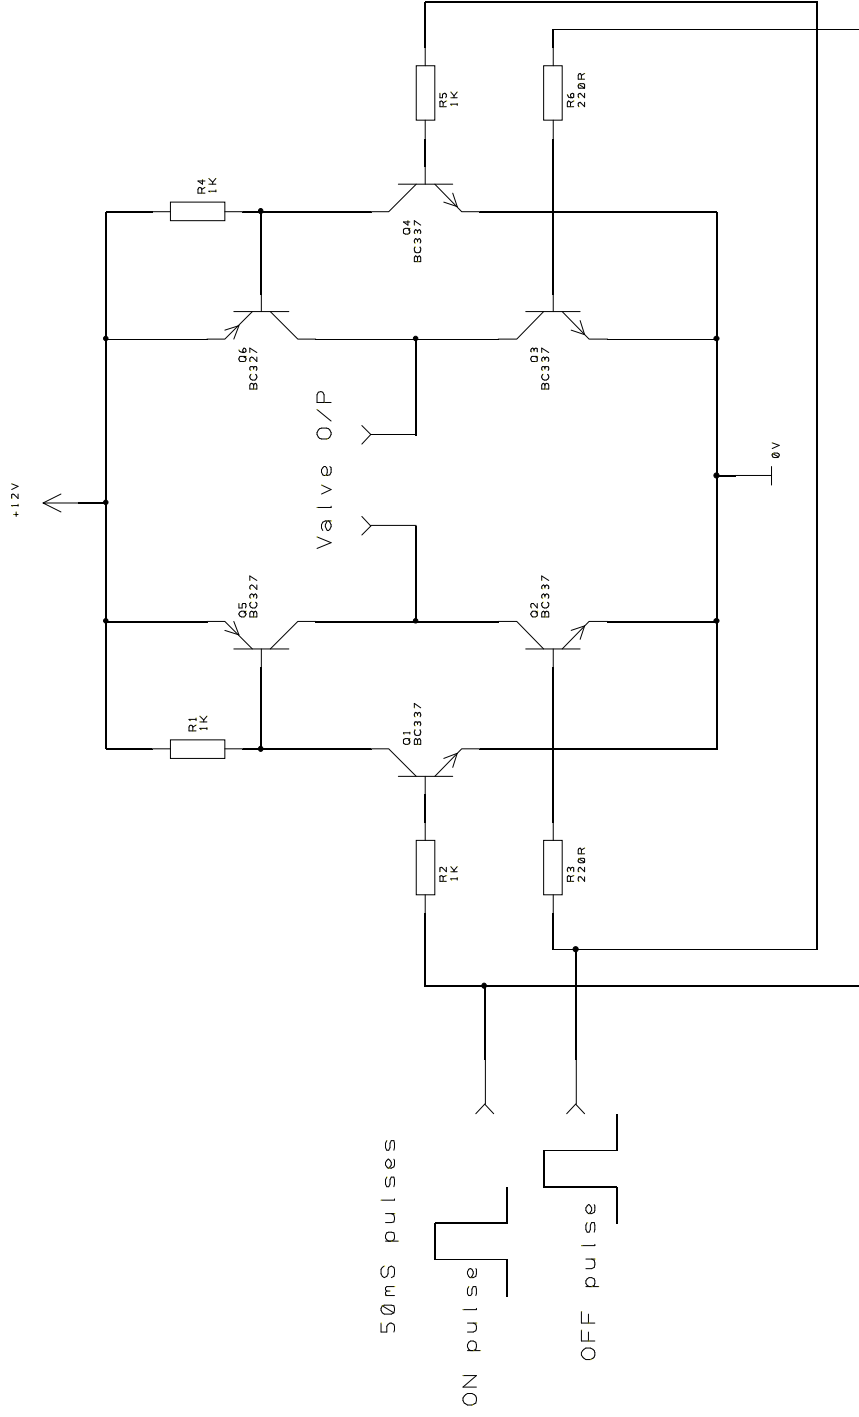 +12V
R1
1K
R4
1K
Q5
BC327
Q6
BC327
Valve O/P
Q1
BC337
Q4
BC337
R2
1K
R5
1K
Q2
BC337
Q3
BC337
R3
220R
R6
220R
0V
50mS pulses
ON pulse
OFF pulse